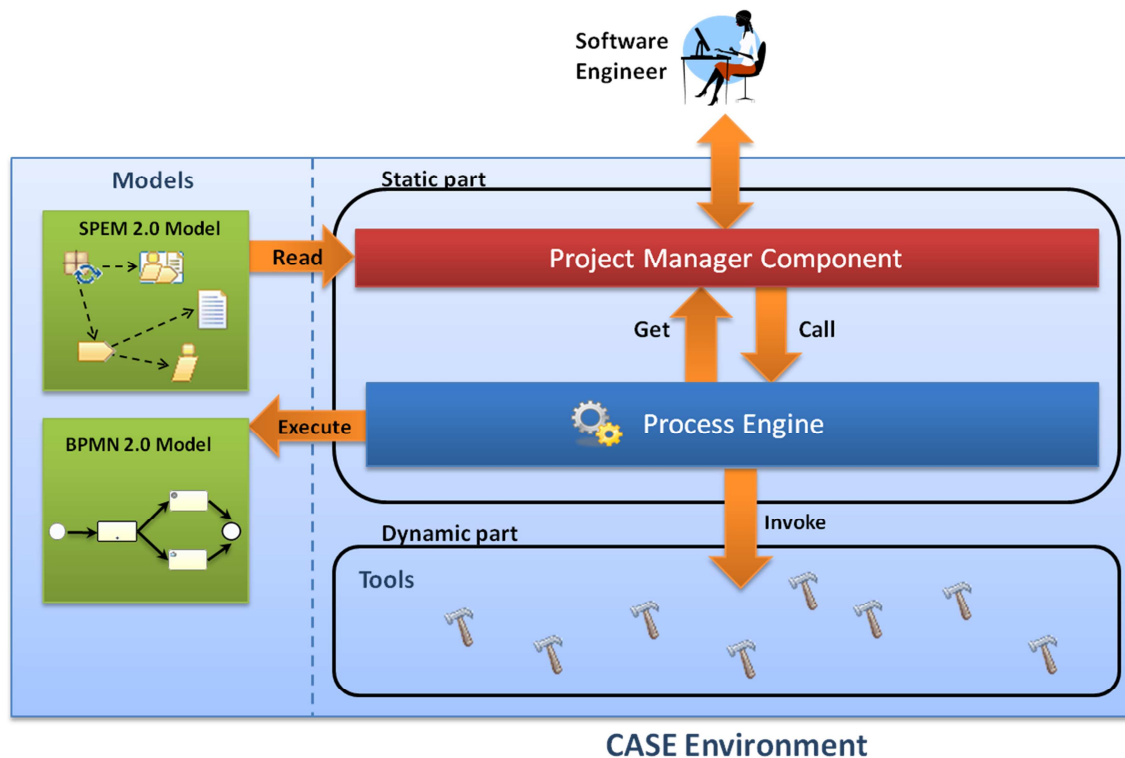 Software
Engineer
Models
Static part
SPEM 2.0 Model
Read
Project Manager Component
Get
Call
Execute
Process Engine
BPMN 2.0 Model
Invoke
Dynamic part
Tools
CASE Environment